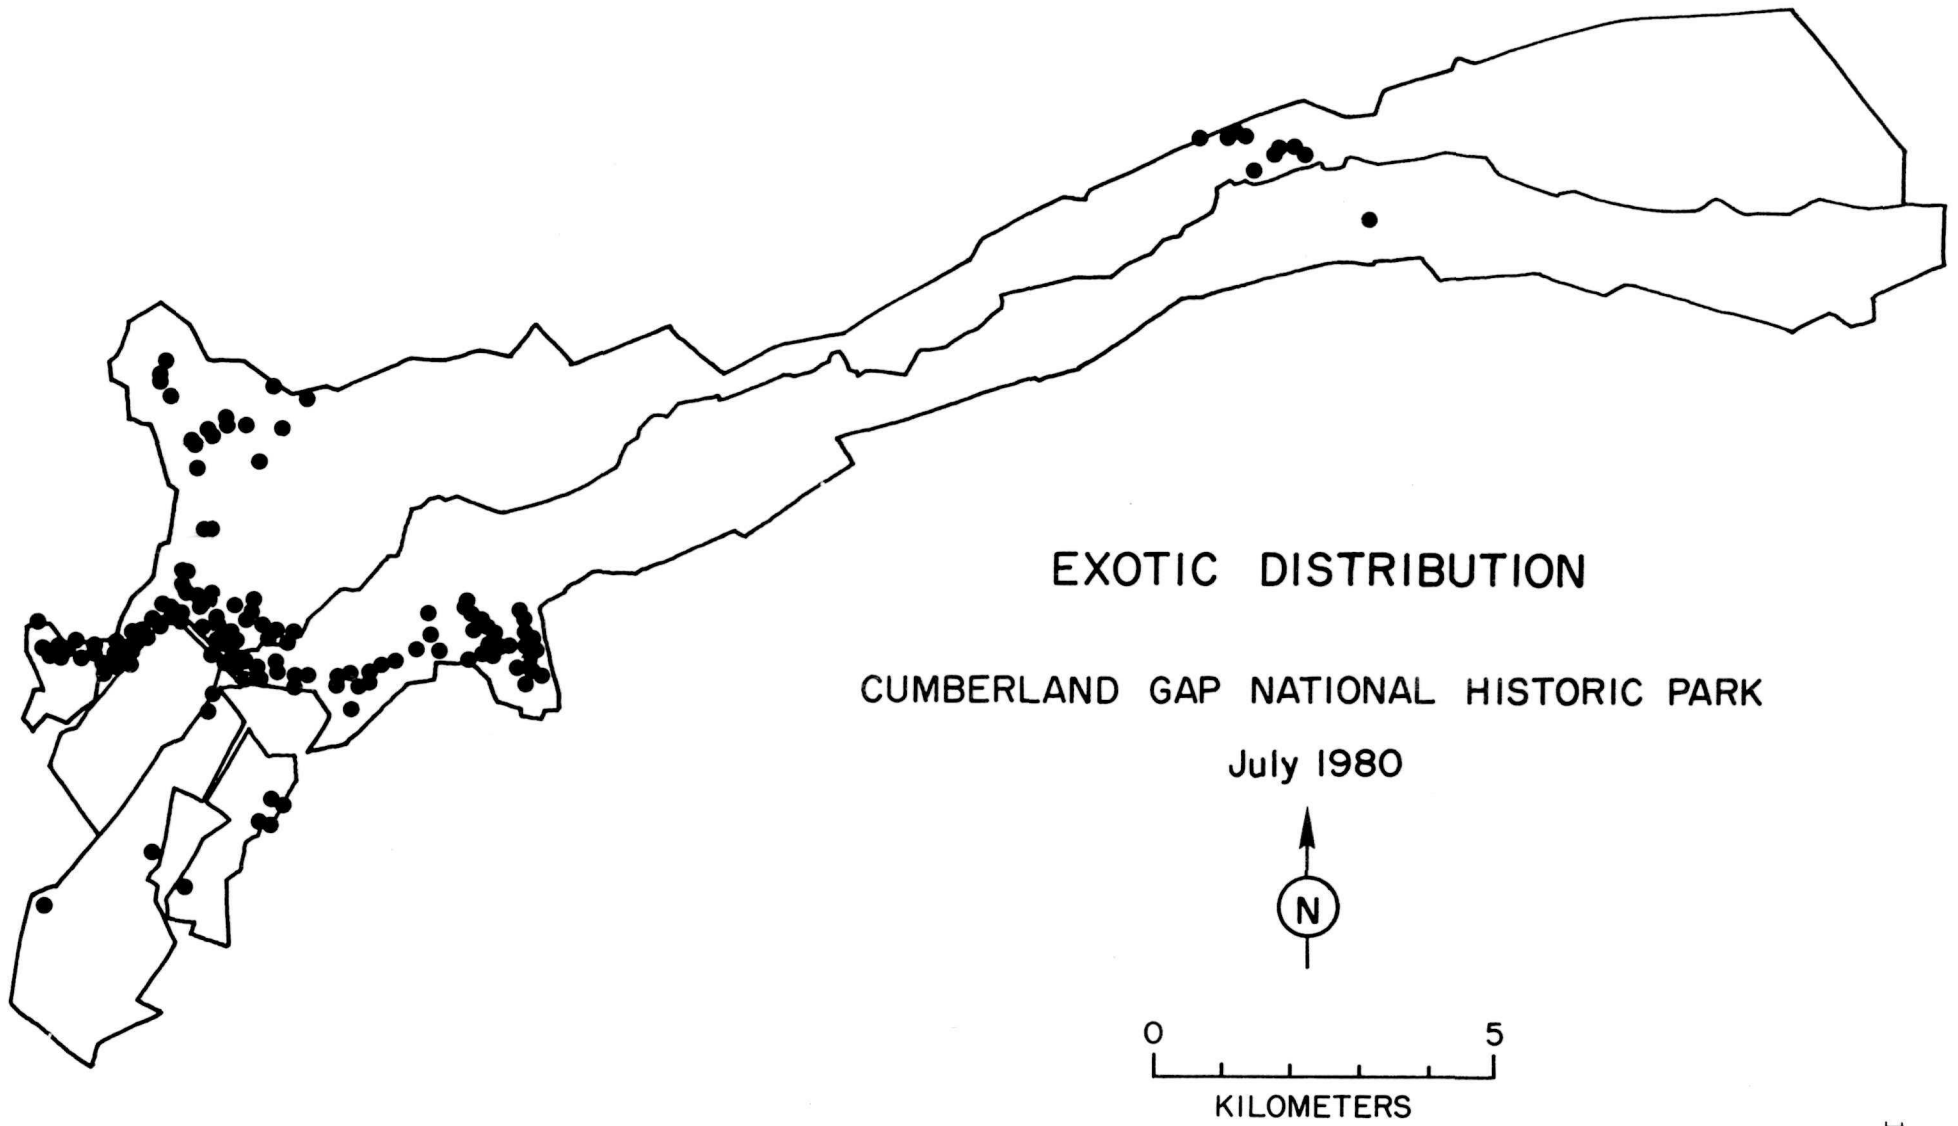 EXOTIC DISTRIBUTION
CUMBERLAND GAP NATIONAL HISTORIC PARK
July 1980
N
0 5
KILOMETERS